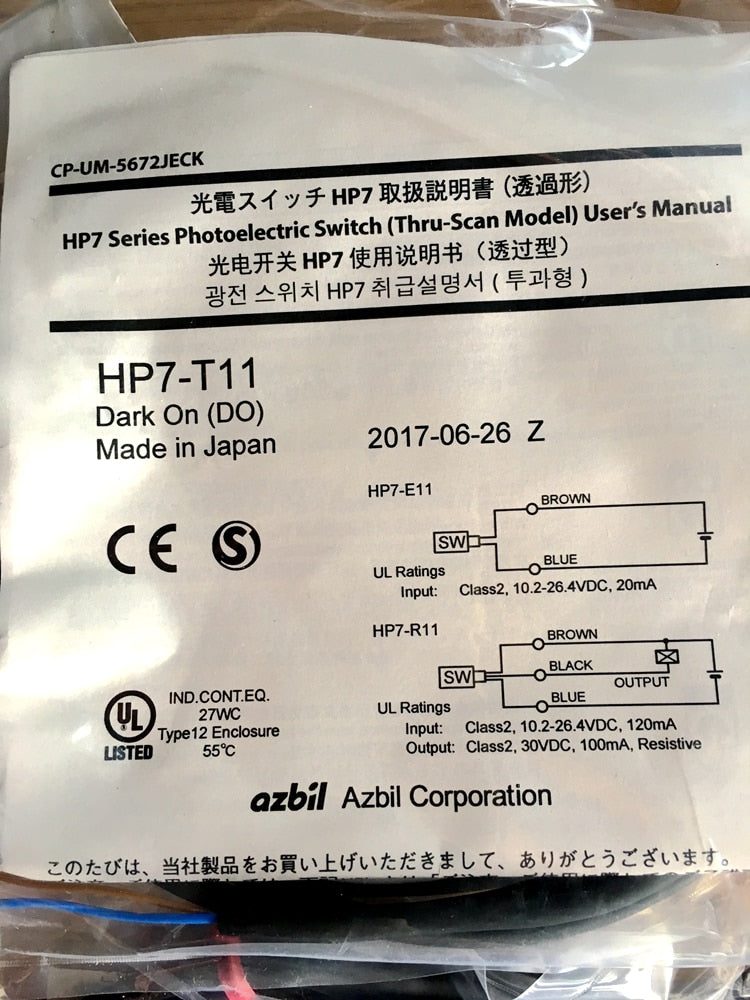 CP-UM-5672JECK
光電スイッチ HP7 取扱説明書 (透過形)
HP7 Series Photoelectric Switch (Thru-Scan Model) User's Manual
光电开关 HP7 使用说明书（透过型）
광전 스위치 HP7 취급설명서 ( 투과형 )
HP7-T11
Dark On (DO)
Made in Japan
2017-06-26 Z
HP7-E11
BROWN
SW
BLUE
UL Ratings
Input: Class2, 10.2-26.4VDC, 20mA
HP7-R11
BROWN
SW
BLACK
OUTPUT
BLUE
UL Ratings
Input: Class2, 10.2-26.4VDC, 120mA
Output: Class2, 30VDC, 100mA, Resistive
CE
S
UL
LISTED
IND.CONT.EQ.
27WC
Type12 Enclosure
55℃
azbil Azbil Corporation
このたびは、当社製品をお買い上げいただきまして、ありがとうございます。